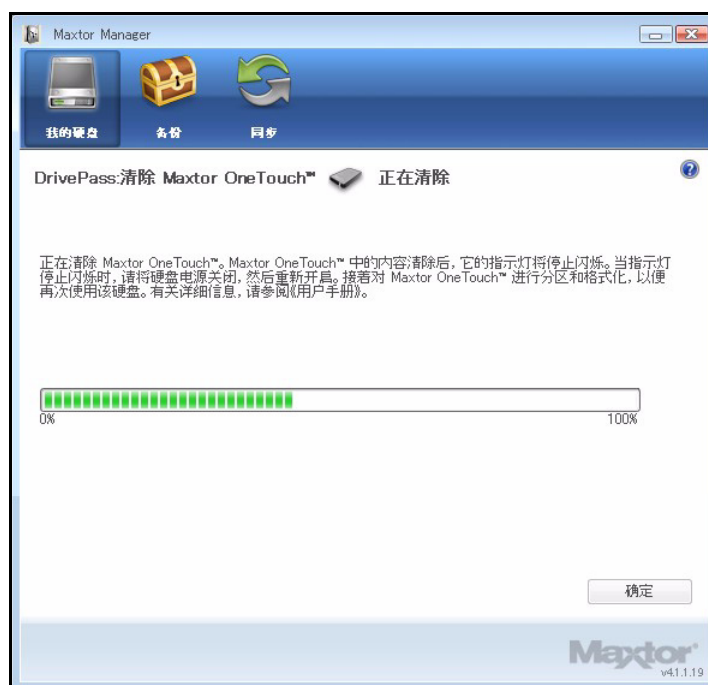 Maxtor Manager
我的硬盘 备份 同步
DrivePass:清除 Maxtor OneTouch™ 正在清除
正在清除 Maxtor OneTouch™。Maxtor OneTouch™ 中的内容清除后, 它的指示灯将停止闪烁。当指示灯
停止闪烁时, 请将硬盘电源关闭, 然后重新开启。接着对 Maxtor OneTouch™ 进行分区和格式化, 以便
再次使用该硬盘。有关详细信息, 请参阅《用户手册》。
0% 100%
确定
Maxtor
v4.1.1.19